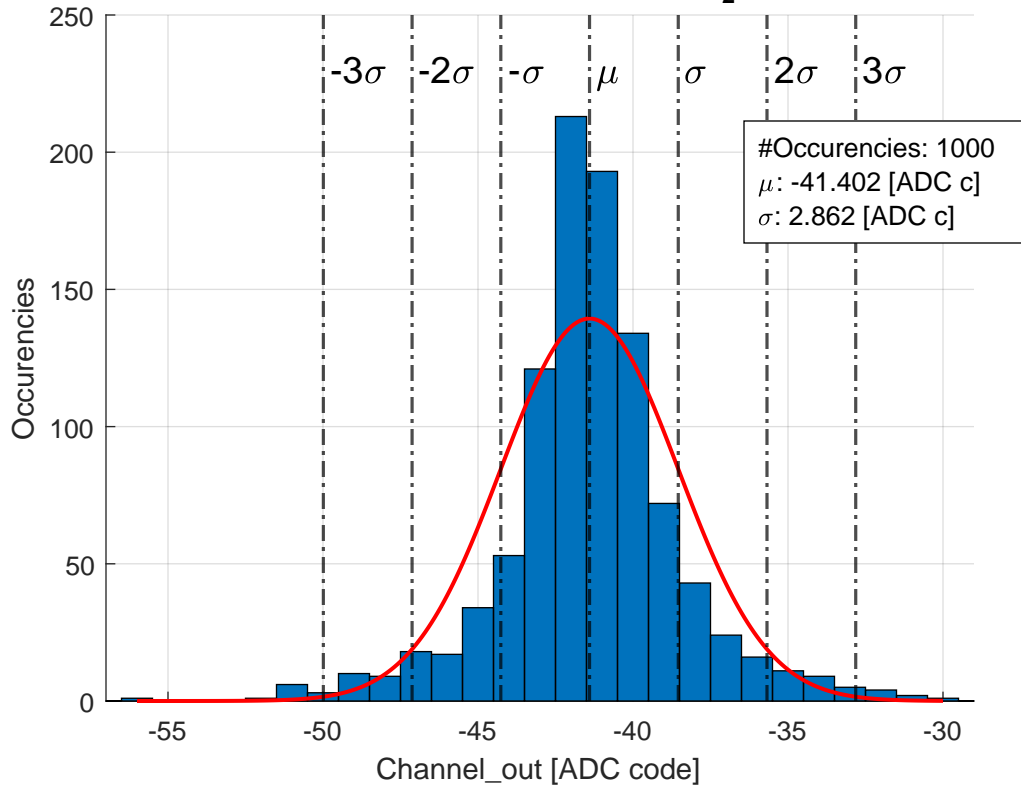 2
250
200
150
100
50
0
-3σ -2σ -σ μ σ 2σ 3σ
#Occurencies: 1000
μ: -41.402 [ADC c]
σ: 2.862 [ADC c]
Occurencies
-55 -50 -45 -40 -35 -30
Channel_out [ADC code]